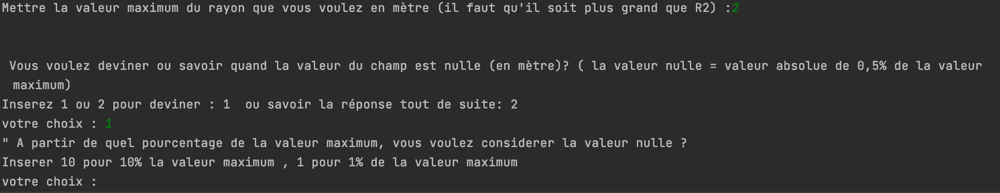 Mettre la valeur maximum du rayon que vous voulez en mètre (il faut qu'il soit plus grand que R2) :2
Vous voulez deviner ou savoir quand la valeur du champ est nulle (en mètre)? ( la valeur nulle = valeur absolue de 0,5% de la valeur
maximum)
Inserez 1 ou 2 pour deviner : 1  ou savoir la réponse tout de suite: 2
votre choix : 1
" A partir de quel pourcentage de la valeur maximum, vous voulez considerer la valeur nulle ?
Inserer 10 pour 10% la valeur maximum , 1 pour 1% de la valeur maximum
votre choix :